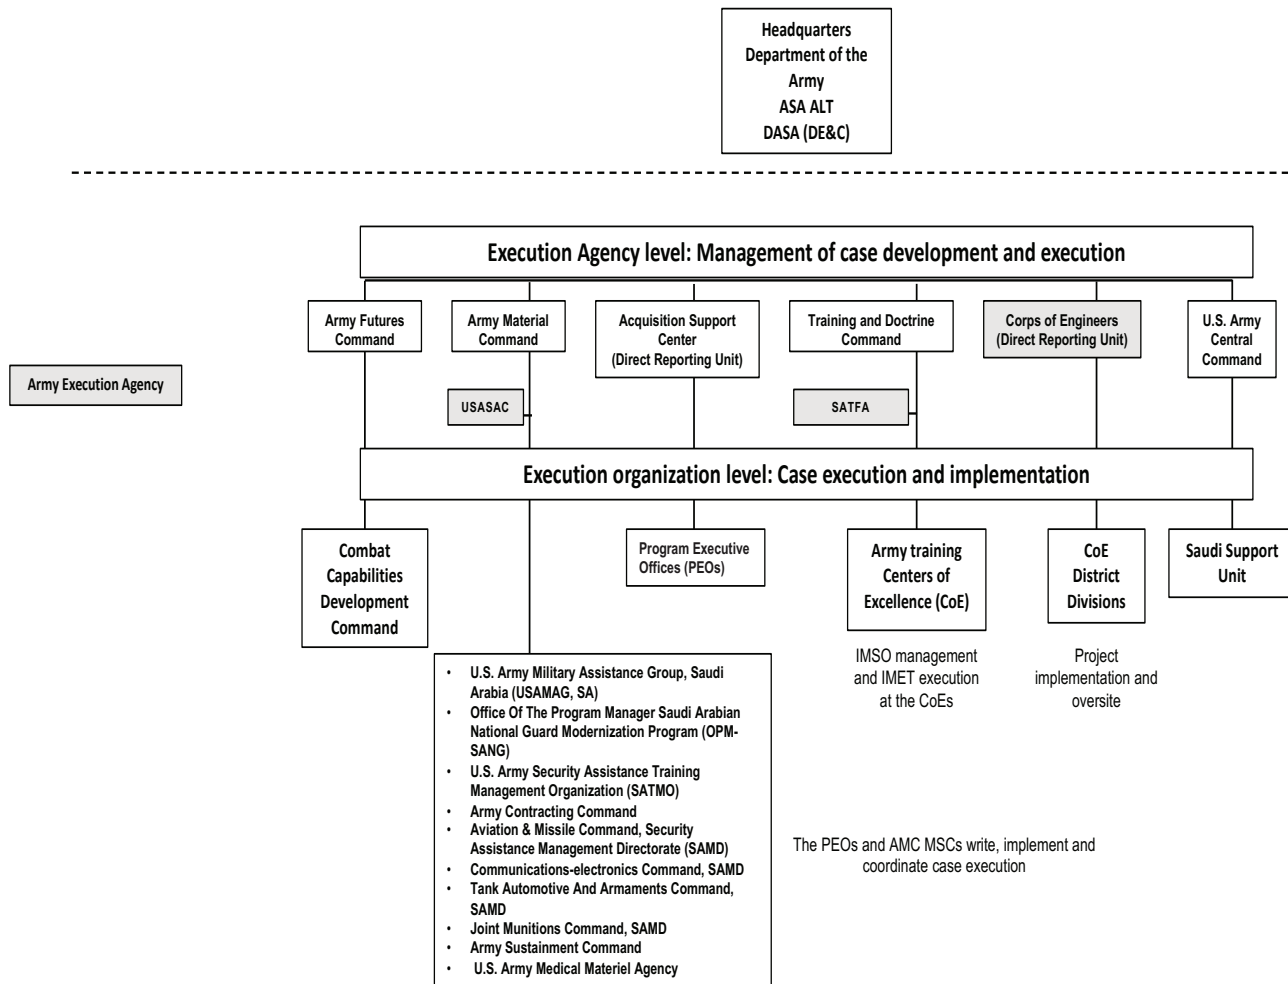 Headquarters
Department of the
Army
ASA ALT
DASA (DE&C)
Execution Agency level: Management of case development and execution
Army Futures
Command
Army Material
Command
Acquisition Support
Center
(Direct Reporting Unit)
Training and Doctrine
Command
Corps of Engineers
(Direct Reporting Unit)
U.S. Army
Central
Command
Army Execution Agency
USASAC
SATFA
Execution organization level: Case execution and implementation
Combat
Capabilities
Development
Command
Program Executive
Offices (PEOs)
Army training
Centers of
Excellence (CoE)
CoE
District
Divisions
Saudi Support
Unit
IMSO management
and IMET execution
at the CoEs
Project
implementation and
oversite
• U.S. Army Military Assistance Group, Saudi
Arabia (USAMAG, SA)
• Office Of The Program Manager Saudi Arabian
National Guard Modernization Program (OPM-
SANG)
• U.S. Army Security Assistance Training
Management Organization (SATMO)
• Army Contracting Command
• Aviation & Missile Command, Security
Assistance Management Directorate (SAMD)
• Communications-electronics Command, SAMD
• Tank Automotive And Armaments Command,
SAMD
• Joint Munitions Command, SAMD
• Army Sustainment Command
• U.S. Army Medical Materiel Agency
The PEOs and AMC MSCs write, implement and
coordinate case execution